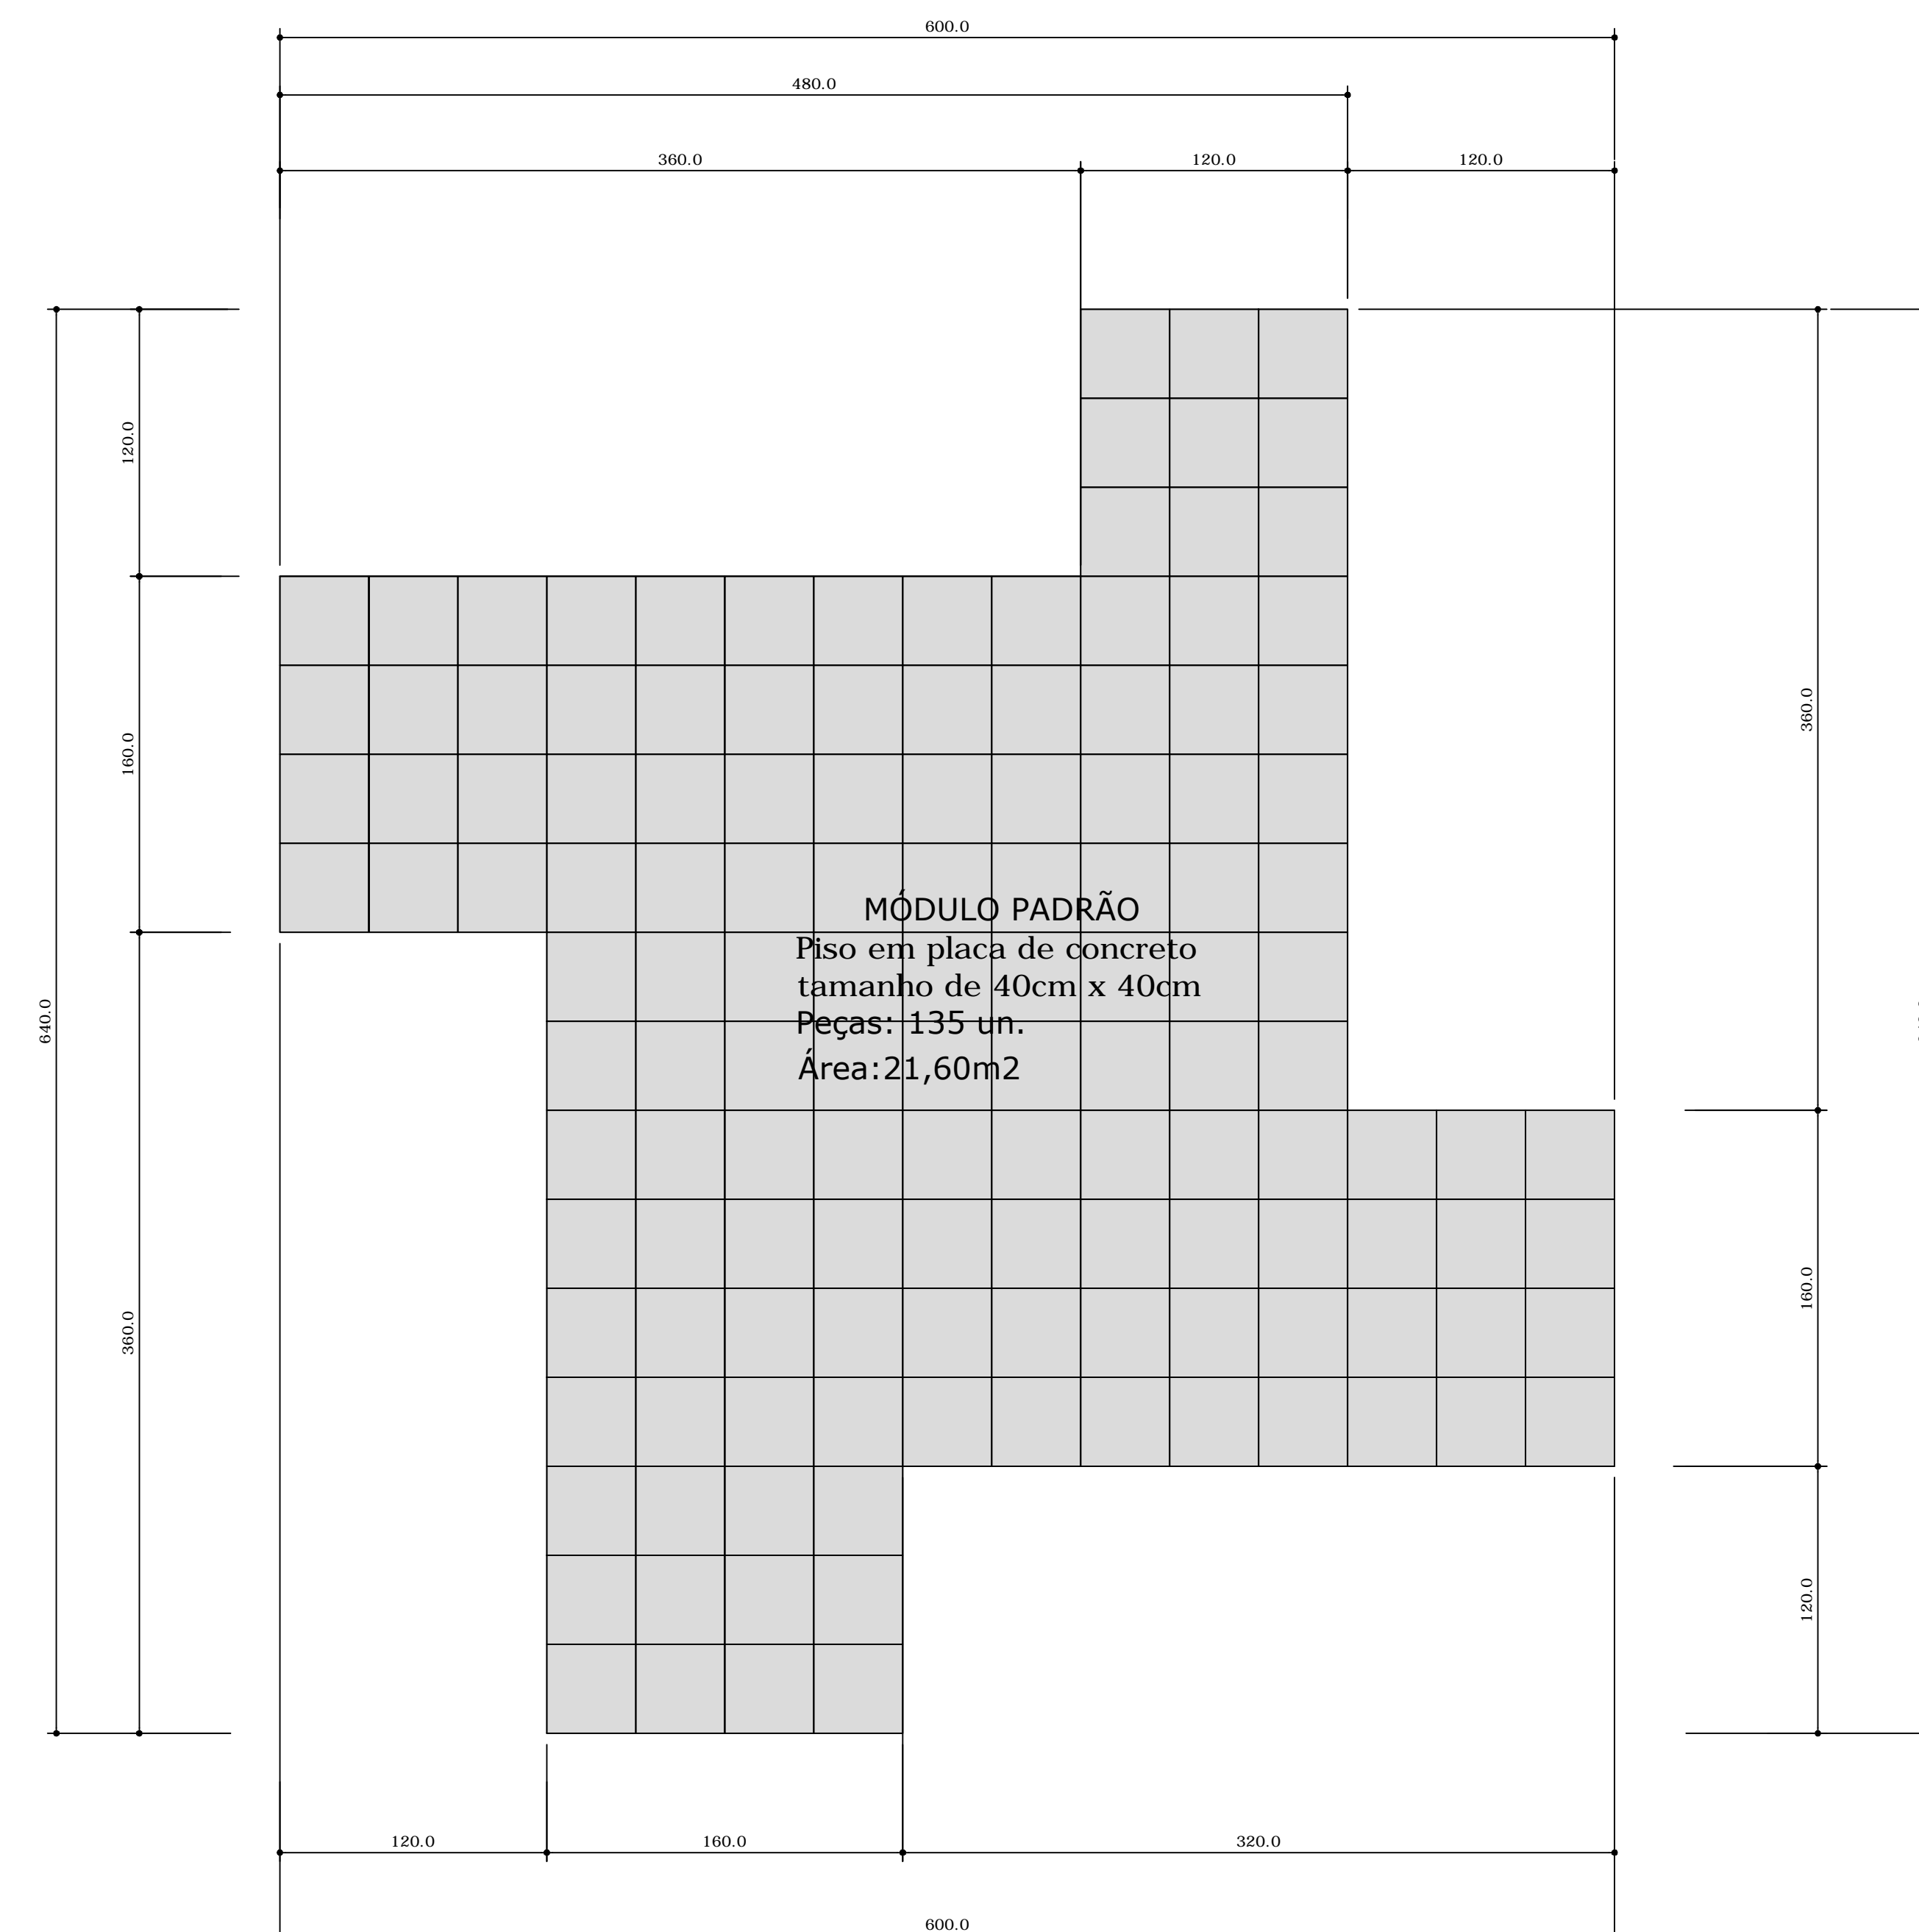 600.0
480.0
360.0 120.0 120.0
120.0
360.0
160.0
MÓDULO PADRÃO
Piso em placa de concreto
tamanho de 40cm x 40cm
640.0
Peças: 135 un.
Área:21,60m2
160.0
360.0
120.0
120.0 160.0 320.0
600.0